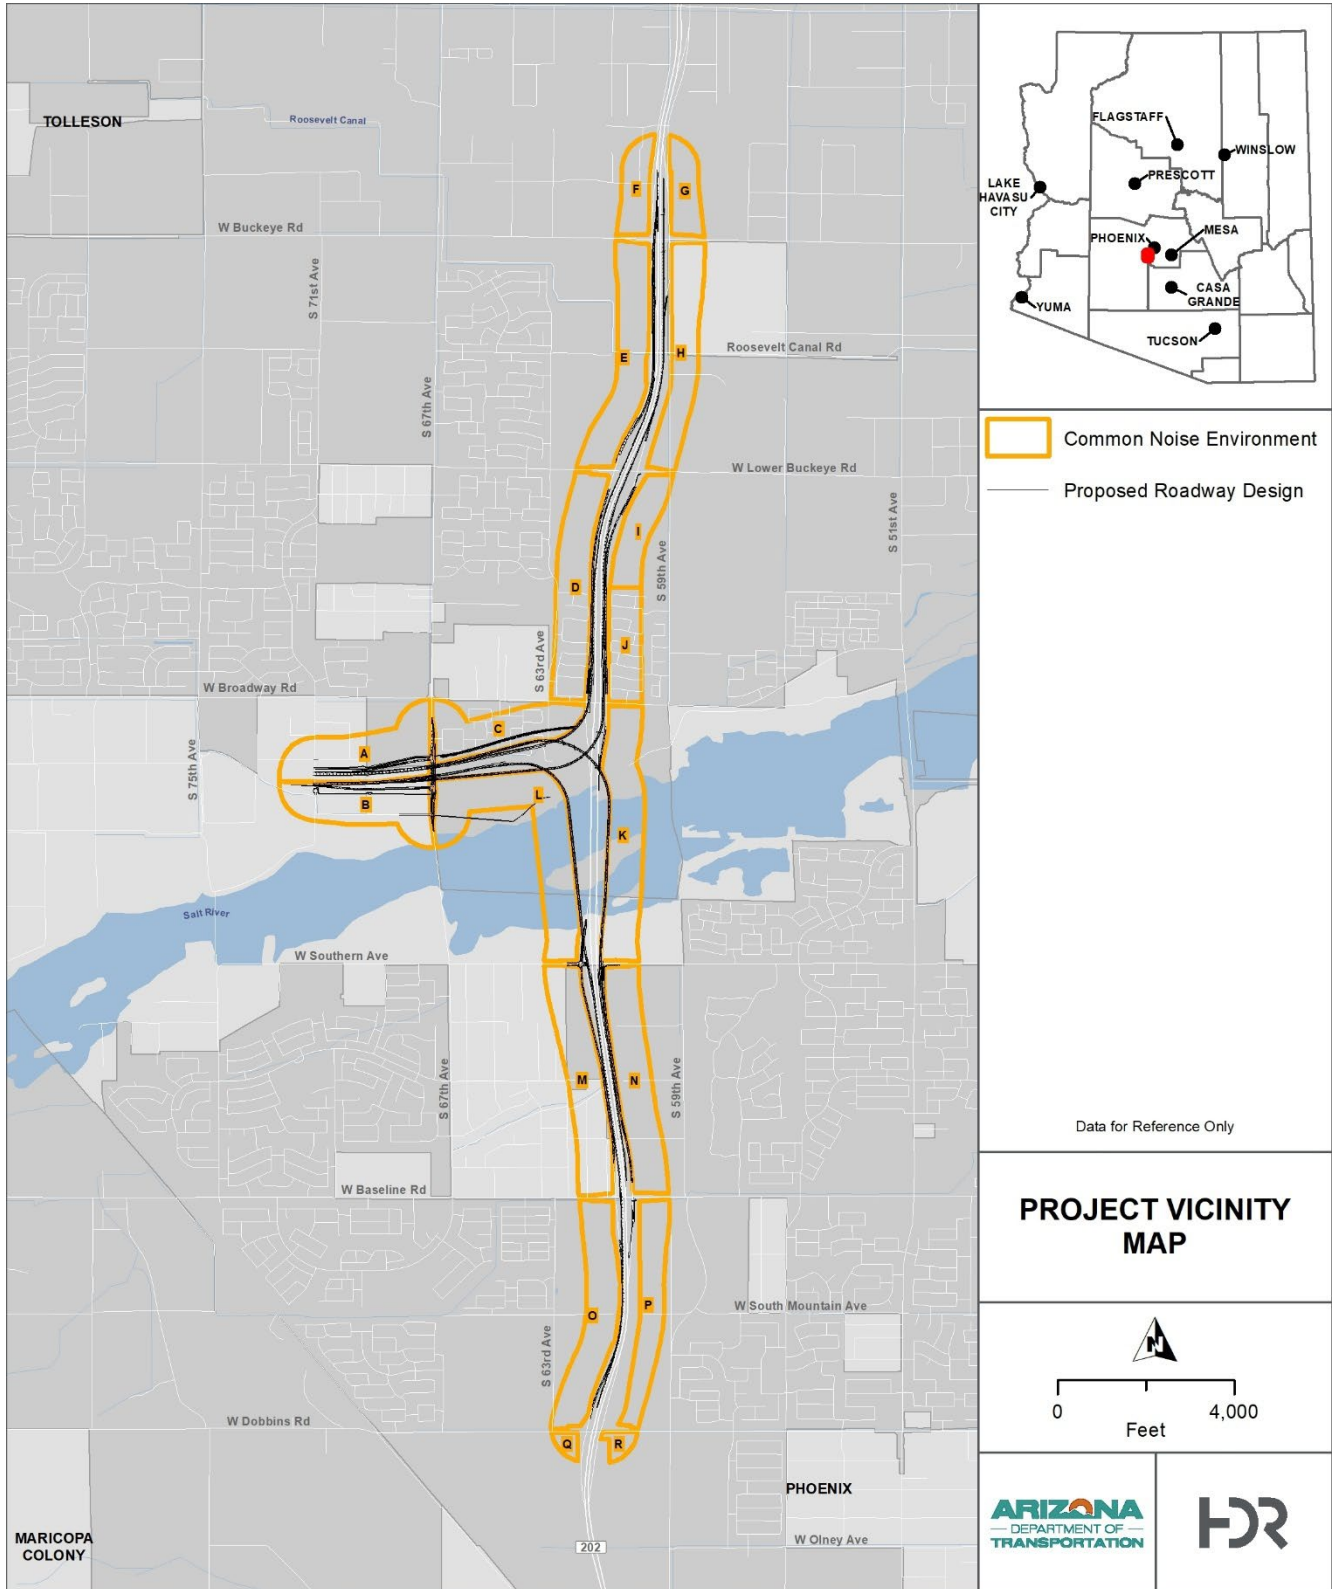 TOLLESON
Roosevelt Canal
W Buckeye Rd
S 71st Ave
F
G
E
H
Roosevelt Canal Rd
S 67th Ave
W Lower Buckeye Rd
S 51st Ave
I
S 59th Ave
D
J
S 63rd Ave
W Broadway Rd
C
A
S 75th Ave
B
L
K
Salt River
W Southern Ave
M
N
S 67th Ave
S 59th Ave
W Baseline Rd
O
P
W South Mountain Ave
S 63rd Ave
W Dobbins Rd
Q
R
PHOENIX
MARICOPA
COLONY
202
W Olney Ave
FLAGSTAFF
WINSLOW
PRESCOTT
LAKE
HAVASU
CITY
PHOENIX
MESA
CASA
GRANDE
YUMA
TUCSON
Common Noise Environment
Proposed Roadway Design
Data for Reference Only
PROJECT VICINITY
MAP
N
0
4,000
Feet
ARIZONA
DEPARTMENT OF
TRANSPORTATION
HDR